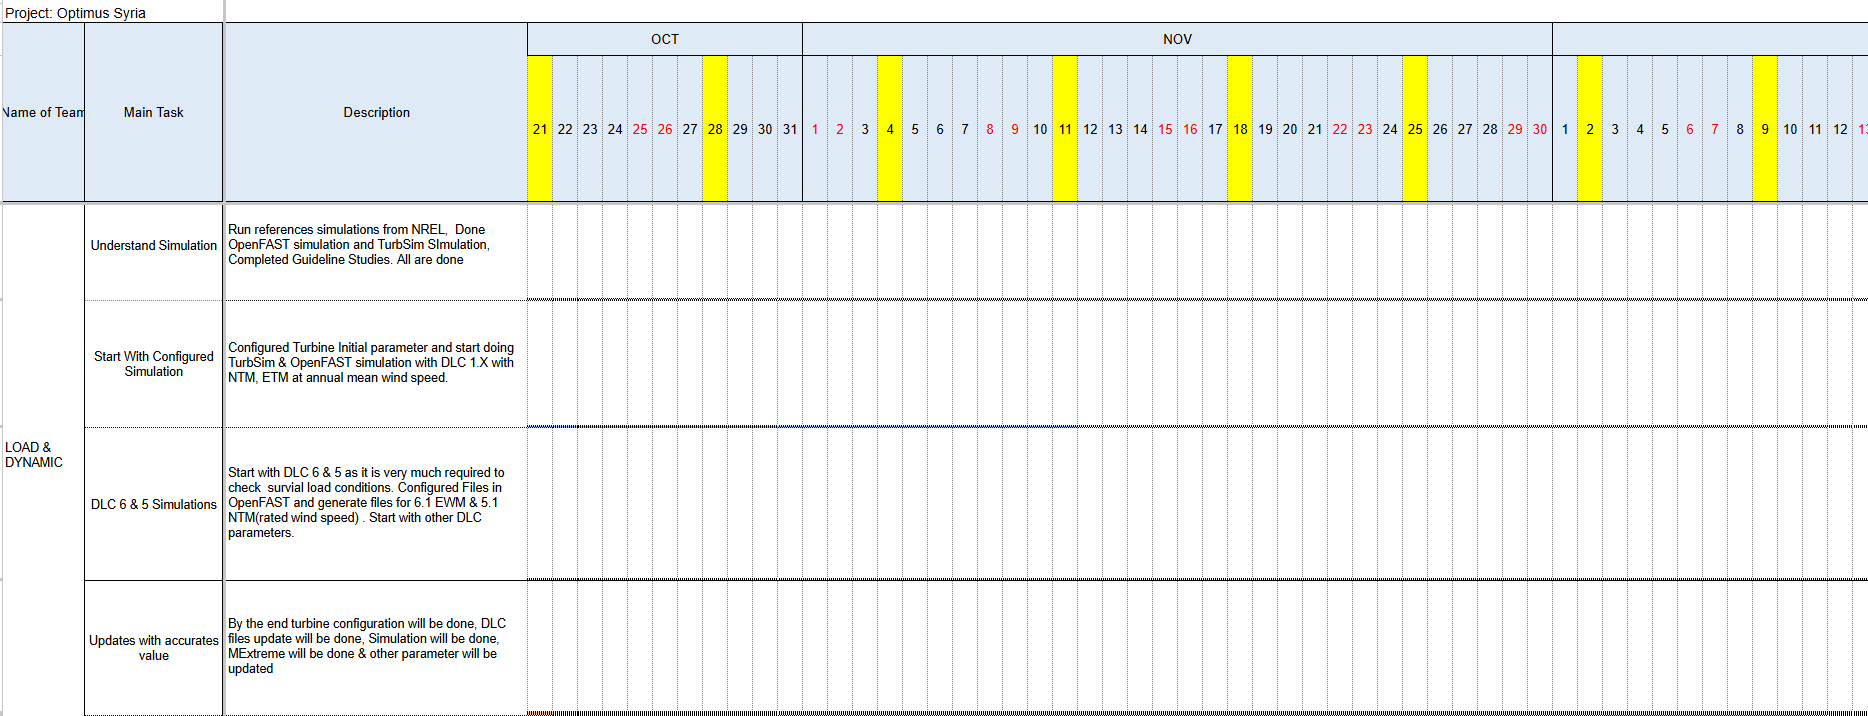 Project: Optimus Syria
OCT NOV
Name of Team Main Task Description
21 22 23 24 25 26 27 28 29 30 31 1 2 3 4 5 6 7 8 9 10 11 12 13 14 15 16 17 18 19 20 21 22 23 24 25 26 27 28 29 30 1 2 3 4 5 6 7 8 9 10 11 12 13
Understand Simulation
Run references simulations from NREL, Done
OpenFAST simulation and TurbSim SImulation,
Completed Guideline Studies. All are done
Start With Configured
Simulation
Configured Turbine Initial parameter and start doing
TurbSim & OpenFAST simulation with DLC 1.X with
NTM, ETM at annual mean wind speed.
LOAD &
DYNAMIC
DLC 6 & 5 Simulations
Start with DLC 6 & 5 as it is very much required to
check survial load conditions. Configured Files in
OpenFAST and generate files for 6.1 EWM & 5.1
NTM(rated wind speed) . Start with other DLC
parameters.
Updates with accurates
value
By the end turbine configuration will be done, DLC
files update will be done, Simulation will be done,
MExtreme will be done & other parameter will be
updated